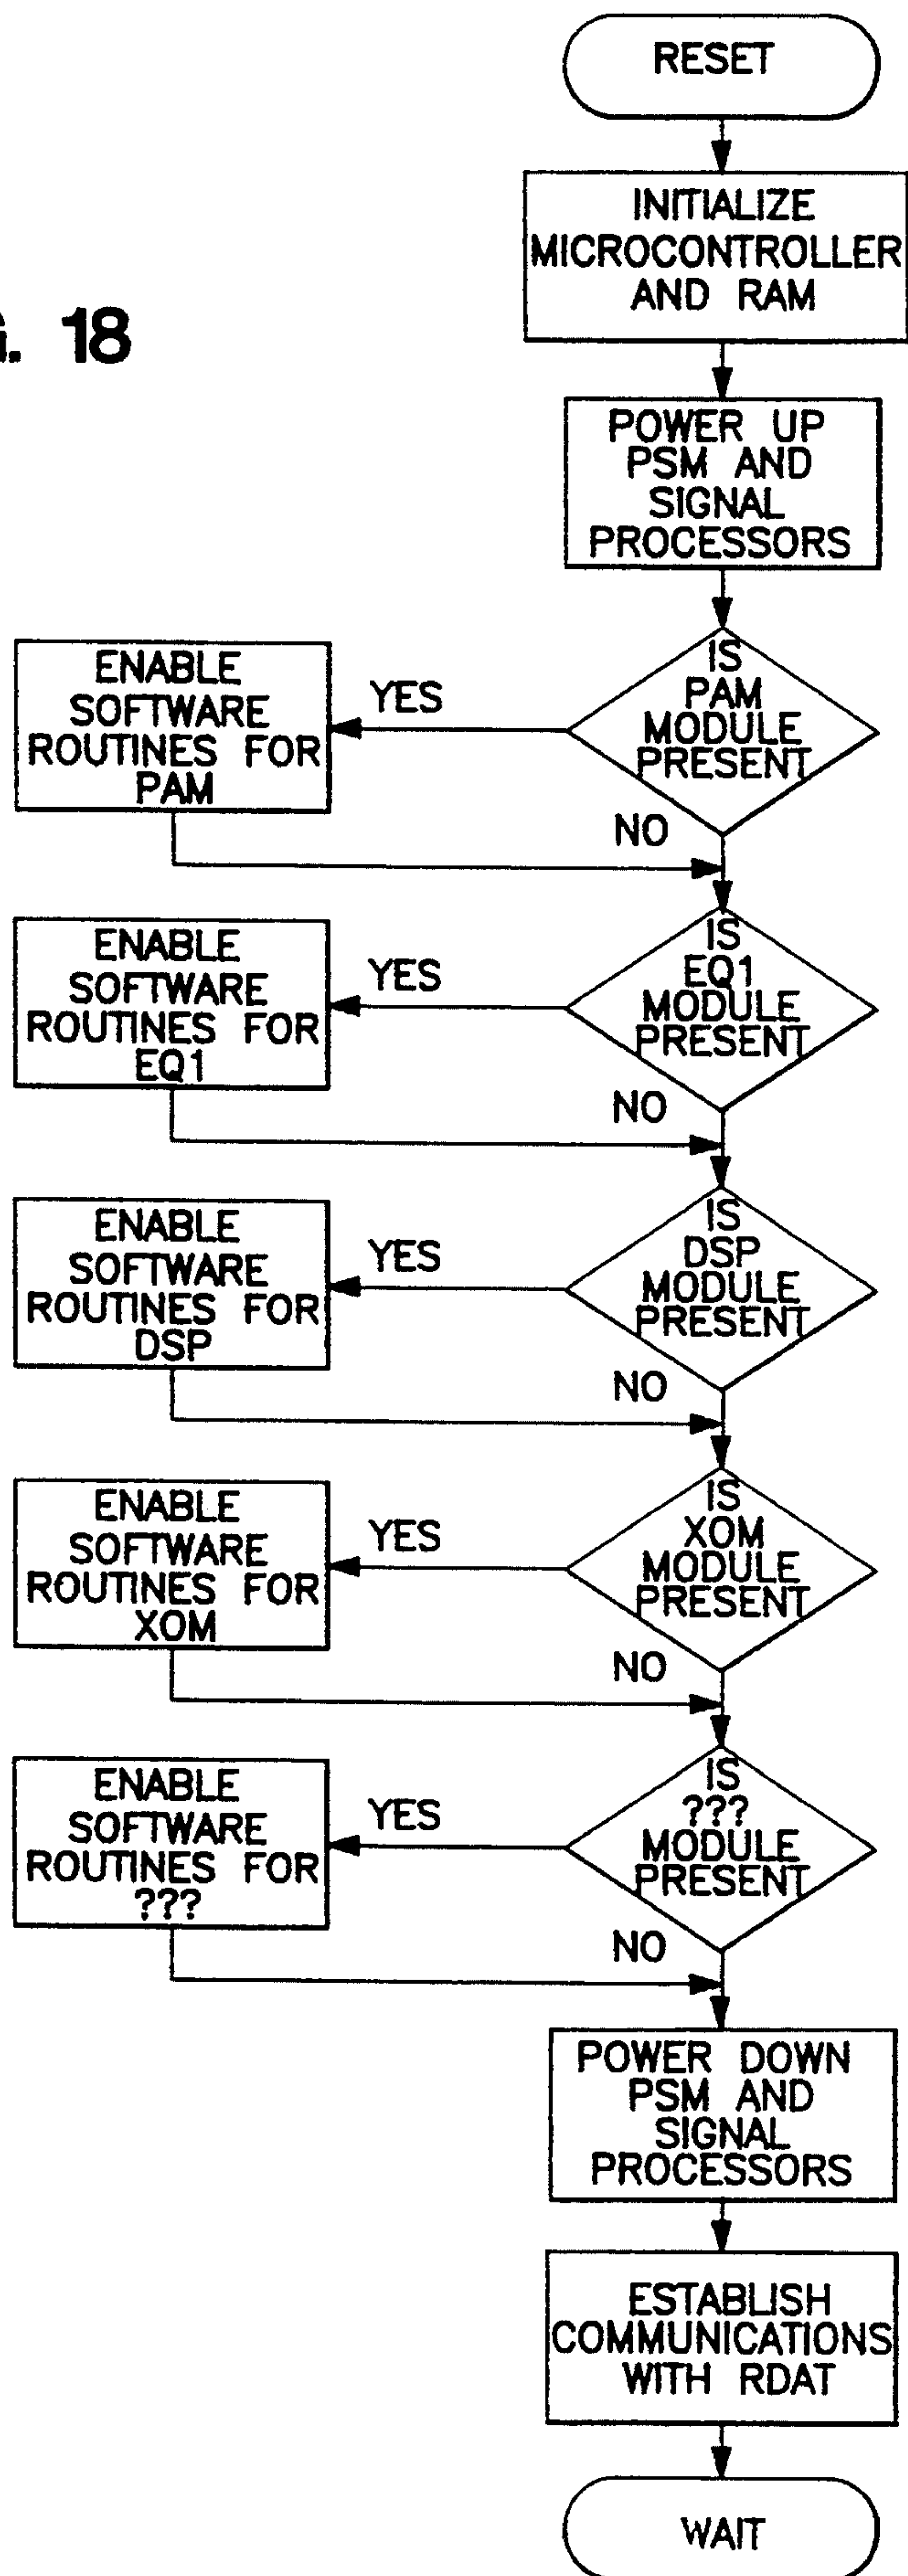 RESET
INITIALIZE
MICROCONTROLLER
AND RAM
G. 18
POWER UP
PSM AND
SIGNAL
PROCESSORS
IS
PAM
MODULE
PRESENT
YES
ENABLE
SOFTWARE
ROUTINES FOR
PAM
NO
IS
EQ1
MODULE
PRESENT
YES
ENABLE
SOFTWARE
ROUTINES FOR
EQ1
NO
IS
DSP
MODULE
PRESENT
YES
ENABLE
SOFTWARE
ROUTINES FOR
DSP
NO
IS
XOM
MODULE
PRESENT
YES
ENABLE
SOFTWARE
ROUTINES FOR
XOM
NO
IS
???
MODULE
PRESENT
YES
ENABLE
SOFTWARE
ROUTINES FOR
???
NO
POWER DOWN
PSM AND
SIGNAL
PROCESSORS
ESTABLISH
COMMUNICATIONS
WITH RDAT
WAIT